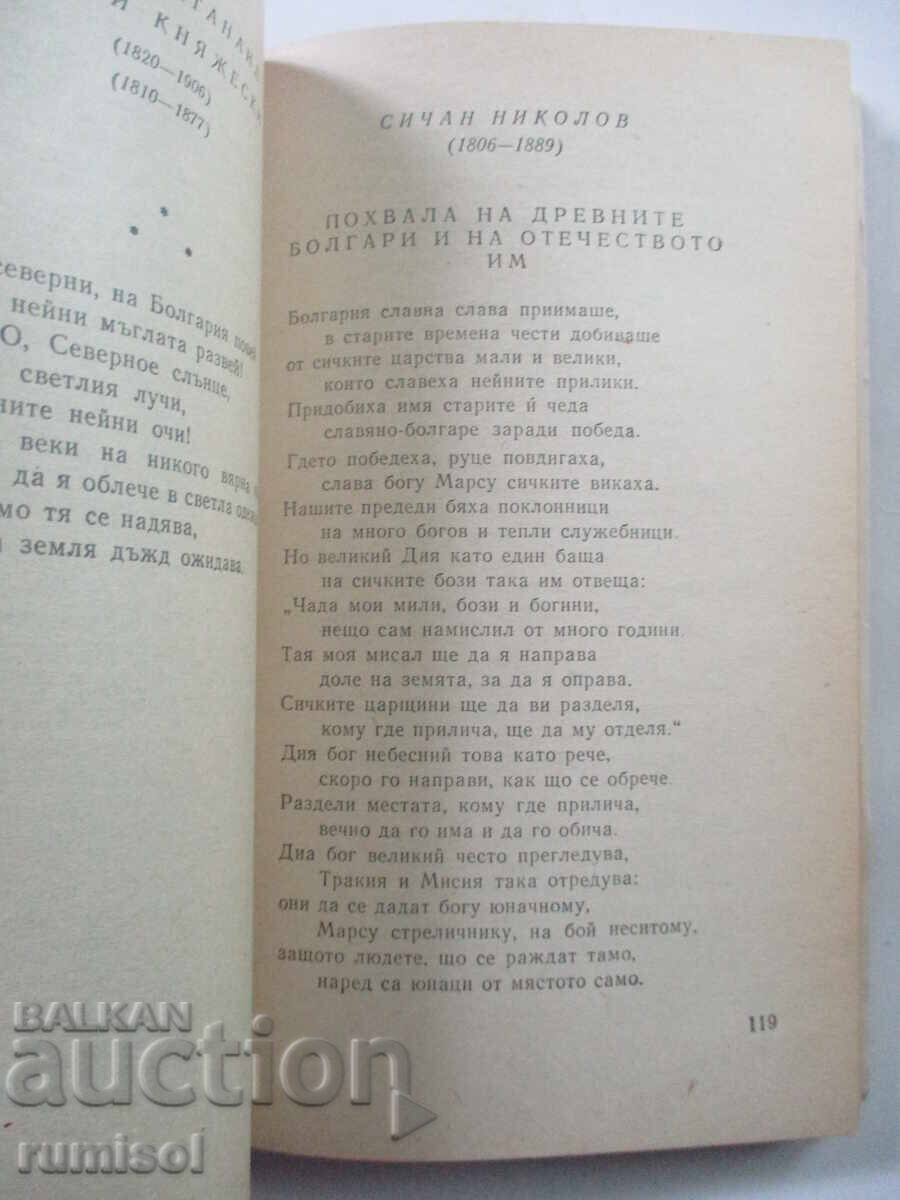 И КНЯЖЕСК
(1820—1906)
(1810—1877)
северни, на Болгария
нейни мъглата развей!
О, Северное слънце,
светлия лучи,
нейни очи!
веки на никого вярна
да я облече в светла
тя се надява,
земля дъжд ожидава.
СИЧАН НИКОЛОВ
(1806—1889)
ПОХВАЛА НА ДРЕВНИТЕ
БОЛГАРИ И НА ОТЕЧЕСТВОТО
ИМ
Болгария славна слава приимаше,
в старите времена чести добиваше
от сичките царства мали и велики,
които славеха нейните прилики.
Придобиха имя старите ѝ чеда
славяно-болгаре заради победа.
Гдето победеха, руце повдигаха,
слава богу Марсу сичките викаха.
Нашите предеди бяха поклонници
на много богов и тепли служебници.
Но великий Дия като един баща
на сичките бози така им отвеща:
„Чада мои мили, бози и богини,
нещо сам намислил от много години.
Тая моя мисал ще да я направа
доле на земята, за да я оправа.
Сичките царщини ще да ви разделя,
кому где прилича, ще да му отделя.“
Дия бог небесний това като рече,
скоро го направи, как що се обрече.
Раздели местата, кому где прилича,
вечно да го има и да го обича.
Диа бог великий често прегледува,
Тракия и Мисия така отредува:
они да се дадат богу юначному,
Марсу стреличнику, на бой неситому,
защото людете, що се раждат тамо,
наред са юнаци от мястото само.
119
BALKAN
auction
rumisol